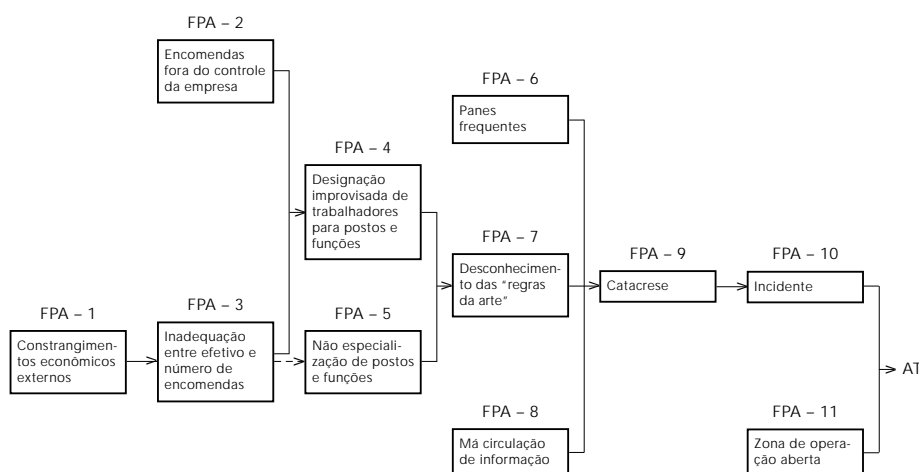 FPA – 2
Encomendas
fora do controle
da empresa
FPA – 6
Panes
frequentes
FPA – 4
Designação
improvisada de
trabalhadores
para postos e
funções
FPA – 7
Desconhecimen-
to das "regras
da arte"
FPA – 9
Catacrese
FPA – 10
Incidente
FPA – 1
Constrangimen-
tos econômicos
externos
FPA – 3
Inadequação
entre efetivo e
número de
encomendas
FPA – 5
Não especiali-
zação de postos
e funções
AT
FPA – 8
Má circulação
de informação
FPA – 11
Zona de opera-
ção aberta